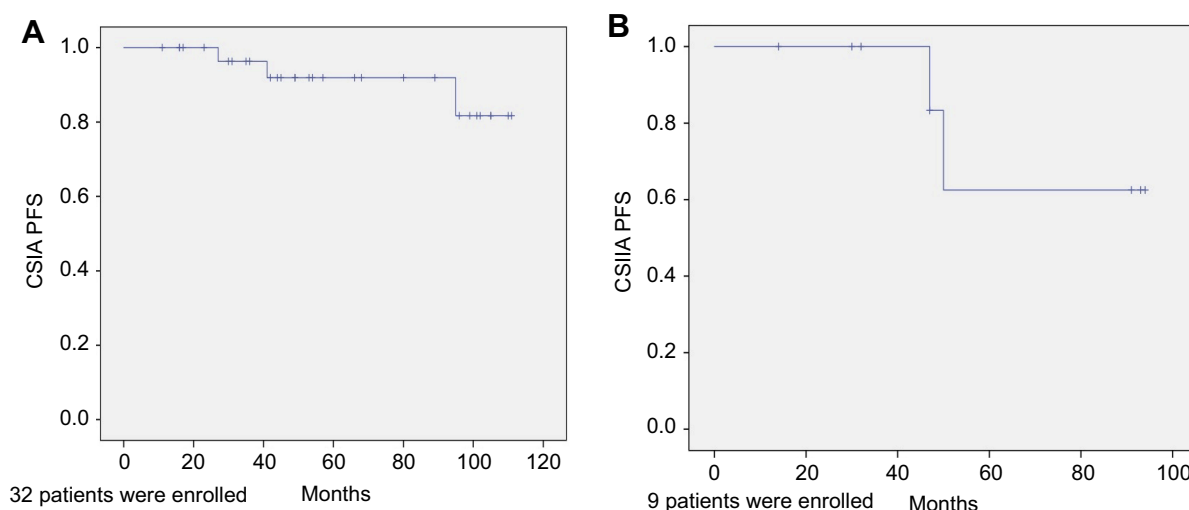 A
CSIA PFS
1.0
0.8
0.6
0.4
0.2
0.0
0 20 40 60 80 100 120
32 patients were enrolled Months
B
CSIIA PFS
1.0
0.8
0.6
0.4
0.2
0.0
0 20 40 60 80 100
9 patients were enrolled Months